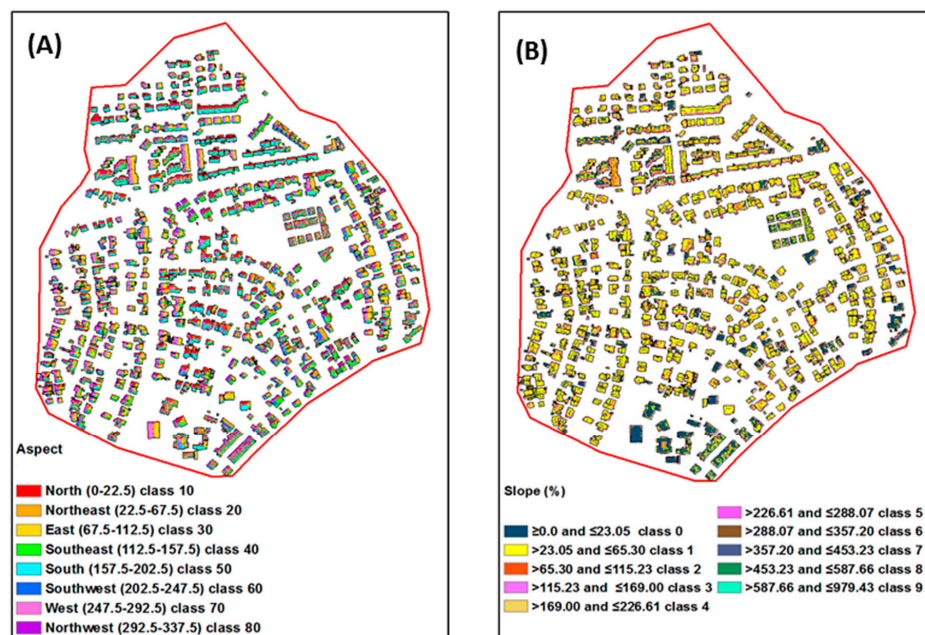 (A)
Aspect
North (0-22.5) class 10
Northeast (22.5-67.5) class 20
East (67.5-112.5) class 30
Southeast (112.5-157.5) class 40
South (157.5-202.5) class 50
Southwest (202.5-247.5) class 60
West (247.5-292.5) class 70
Northwest (292.5-337.5) class 80
(B)
Slope (%)
≥0.0 and ≤23.05 class 0
>23.05 and ≤65.30 class 1
>65.30 and ≤115.23 class 2
>115.23 and ≤169.00 class 3
>169.00 and ≤226.61 class 4
>226.61 and ≤288.07 class 5
>288.07 and ≤357.20 class 6
>357.20 and ≤453.23 class 7
>453.23 and ≤587.66 class 8
>587.66 and ≤979.43 class 9